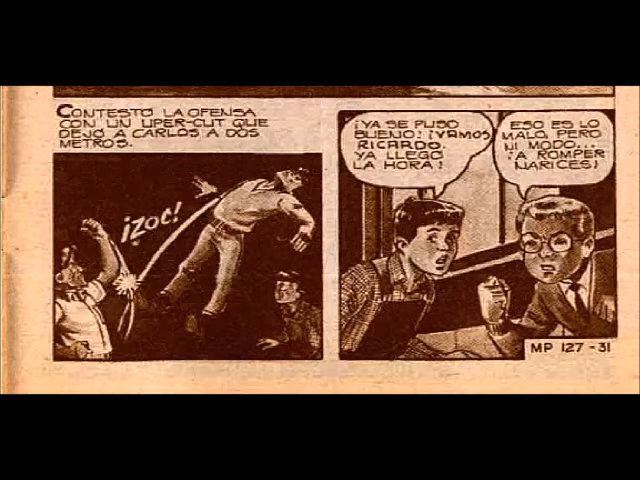 CONTESTÓ LA OFENSA
CON UN UPER-CUT QUE
DEJÓ A CARLOS A DOS
METROS.
¡ZOC!
¡YA SE PUSO
BUENO! ¡VAMOS
RICARDO.
YA LLEGÓ
LA HORA!
ESO ES LO
MALO, PERO
NI MODO...
¡A ROMPER
NARICES!
MP 127-31